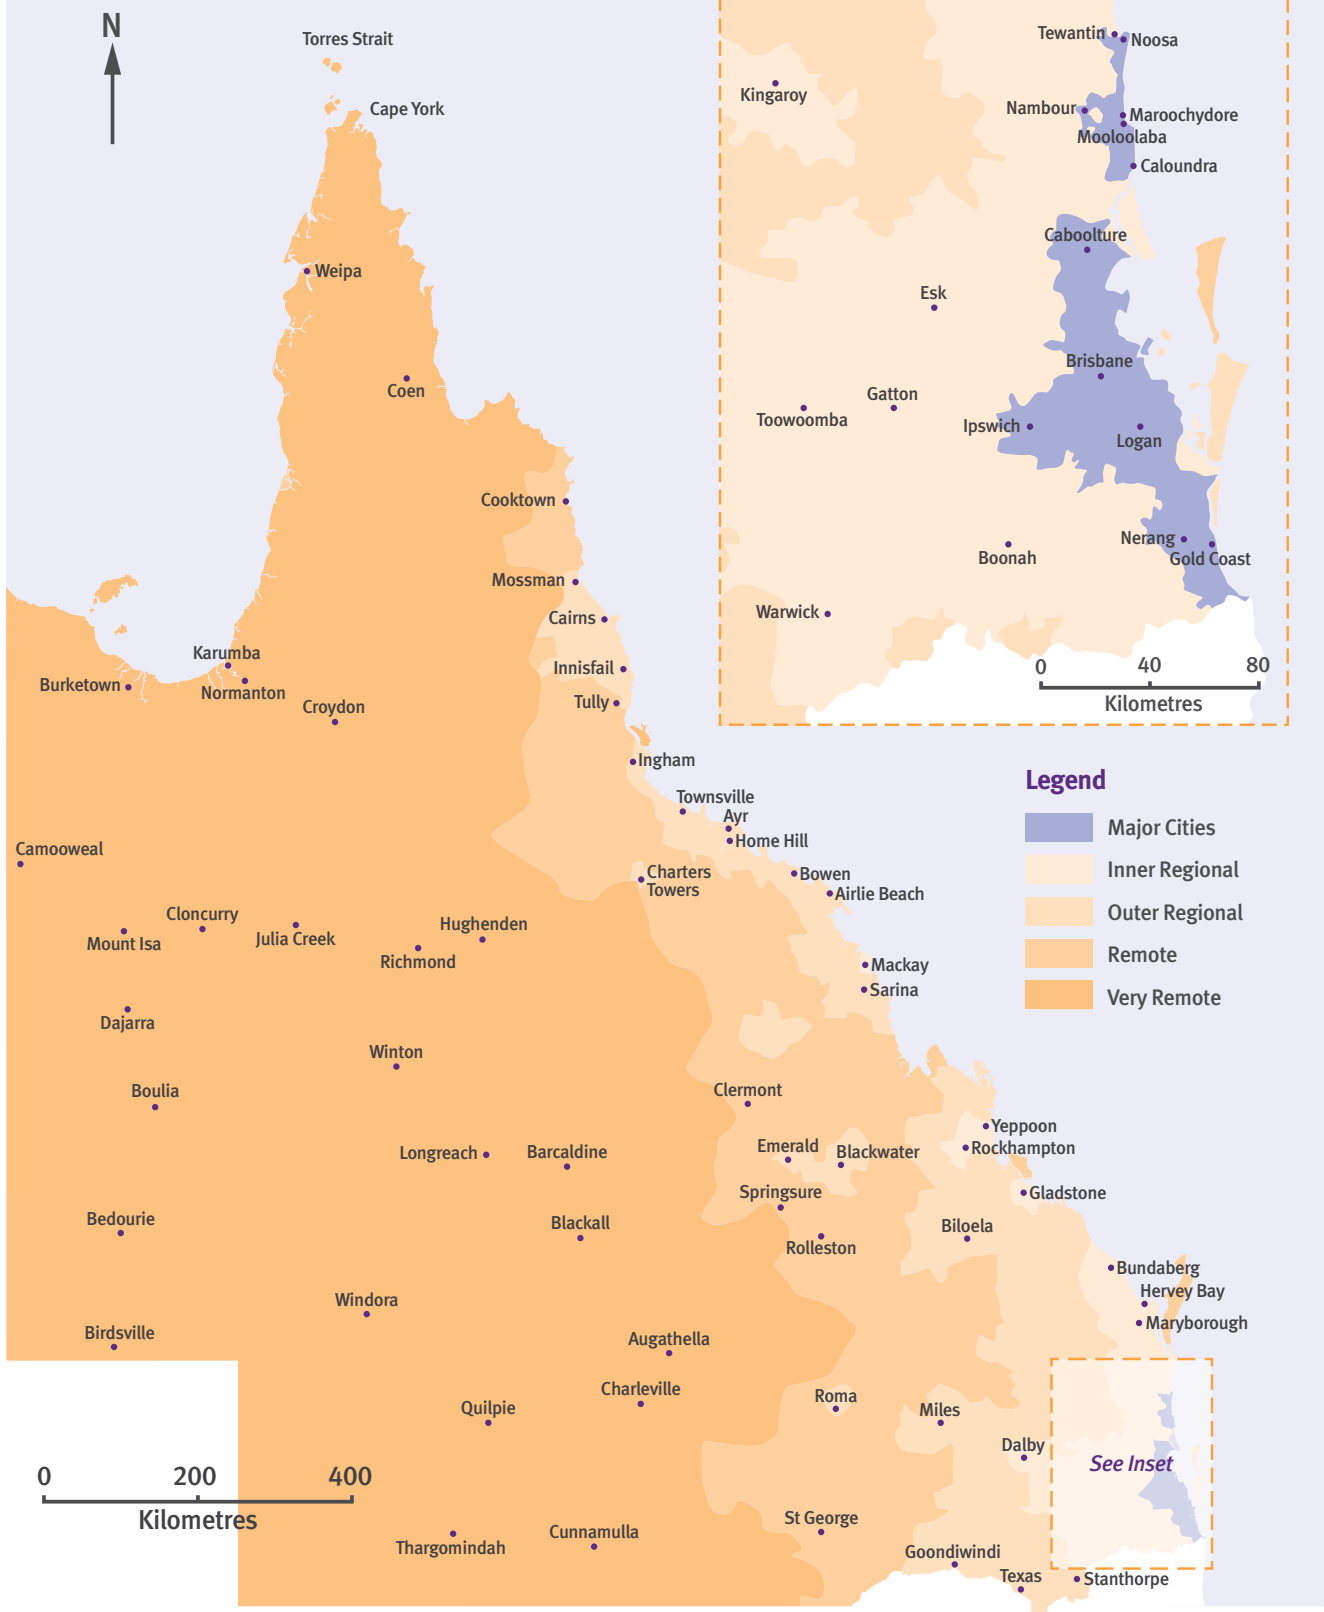 N
Torres Strait
Cape York
Weipa
Coen
Cooktown
Mossman
Cairns
Innisfail
Tully
Karumba
Burketown
Normanton
Croydon
Ingham
Townsville
Ayr
Home Hill
Camooweal
Charters
Towers
Bowen
Airlie Beach
Cloncurry
Mount Isa
Julia Creek
Hughenden
Richmond
Mackay
Sarina
Dajarra
Winton
Boulia
Clermont
Yeppoon
Rockhampton
Longreach
Barcaldine
Emerald
Blackwater
Springsure
Gladstone
Bedourie
Blackall
Rolleston
Biloela
Bundaberg
Hervey Bay
Maryborough
Windora
Birdsville
Augathella
Charleville
Quilpie
Roma
Miles
Dalby
See Inset
St George
Cunnamulla
Thargomindah
Goondiwindi
Texas
Stanthorpe
0 200 400
Kilometres
Tewantin
Noosa
Kingaroy
Nambour
Maroochydore
Mooloolaba
Caloundra
Caboolture
Esk
Brisbane
Gatton
Toowoomba
Ipswich
Logan
Nerang
Gold Coast
Boonah
Warwick
0 40 80
Kilometres
Legend
Major Cities
Inner Regional
Outer Regional
Remote
Very Remote